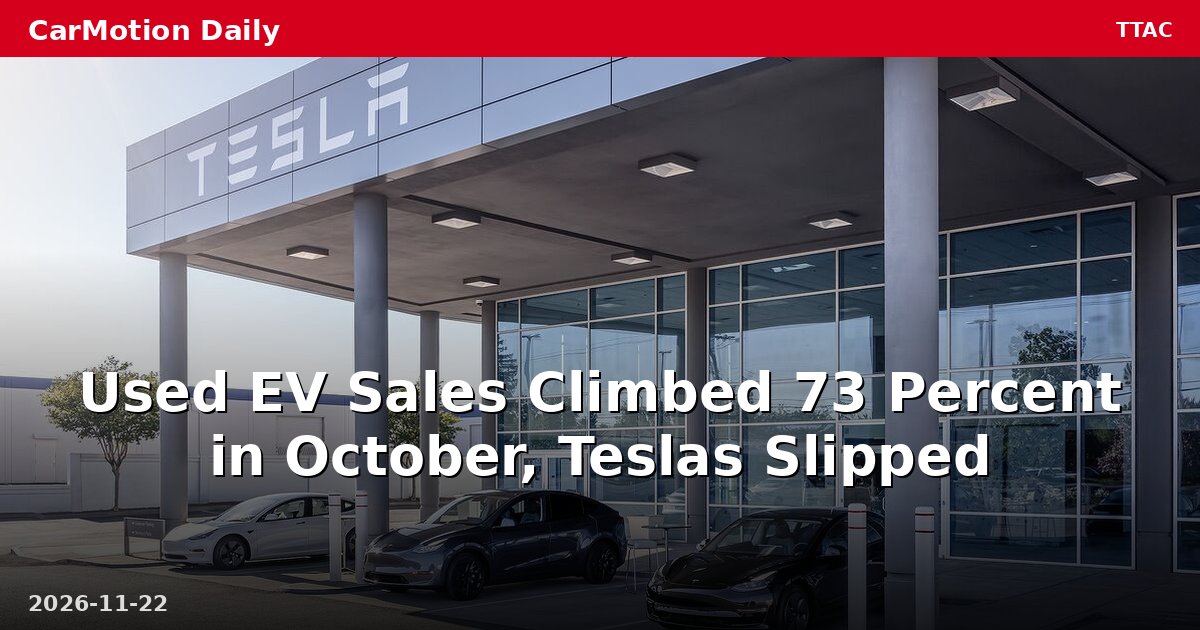 CarMotion Daily
TTAC
TESLA
Used EV Sales Climbed 73 Percent
in October, Teslas Slipped
2026-11-22